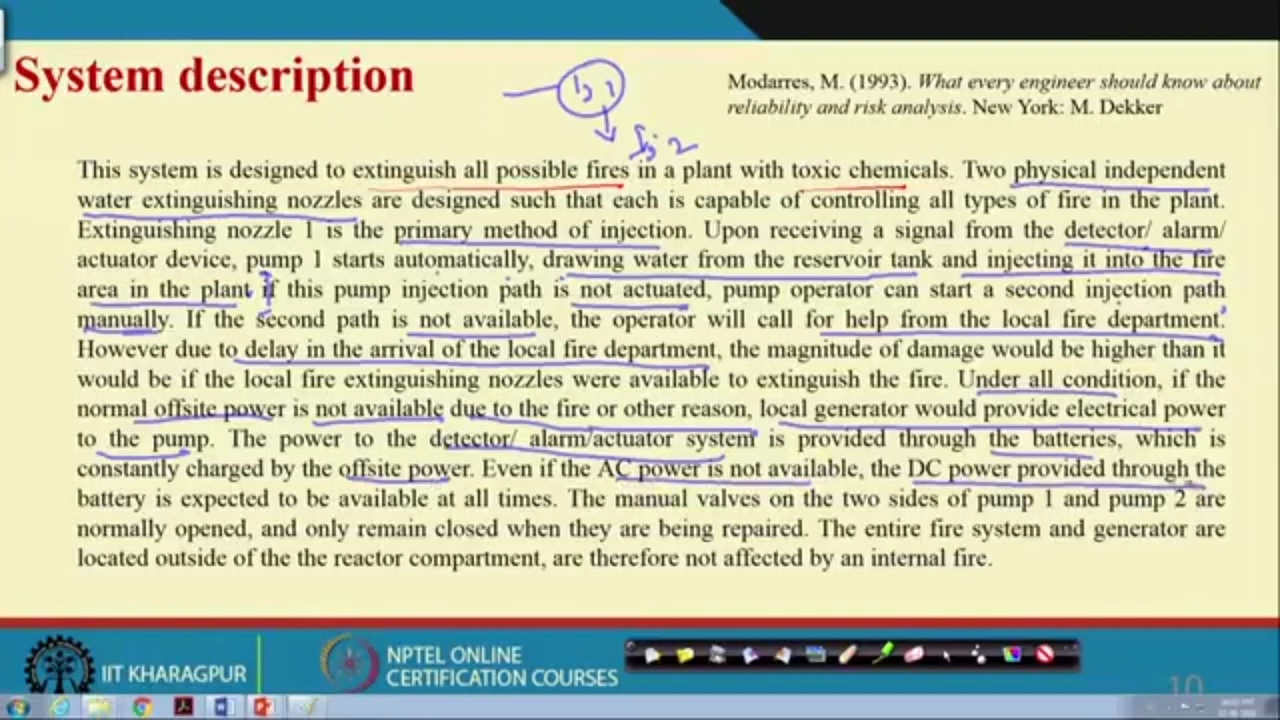 System description
Modarres, M. (1993). What every engineer should know about
reliability and risk analysis. New York: M. Dekker
This system is designed to extinguish all possible fires in a plant with toxic chemicals. Two physical independent
water extinguishing nozzles are designed such that each is capable of controlling all types of fire in the plant.
Extinguishing nozzle 1 is the primary method of injection. Upon receiving a signal from the detector/ alarm/
actuator device, pump 1 starts automatically, drawing water from the reservoir tank and injecting it into the fire
area in the plant. if this pump injection path is not actuated, pump operator can start a second injection path
manually. If the second path is not available, the operator will call for help from the local fire department.
However due to delay in the arrival of the local fire department, the magnitude of damage would be higher than it
would be if the local fire extinguishing nozzles were available to extinguish the fire. Under all condition, if the
normal offsite power is not available due to the fire or other reason, local generator would provide electrical power
to the pump. The power to the detector/ alarm/actuator system is provided through the batteries, which is
constantly charged by the offsite power. Even if the AC power is not available, the DC power provided through the
battery is expected to be available at all times. The manual valves on the two sides of pump 1 and pump 2 are
normally opened, and only remain closed when they are being repaired. The entire fire system and generator are
located outside of the the reactor compartment, are therefore not affected by an internal fire.
IIT KHARAGPUR
NPTEL ONLINE
CERTIFICATION COURSES
10